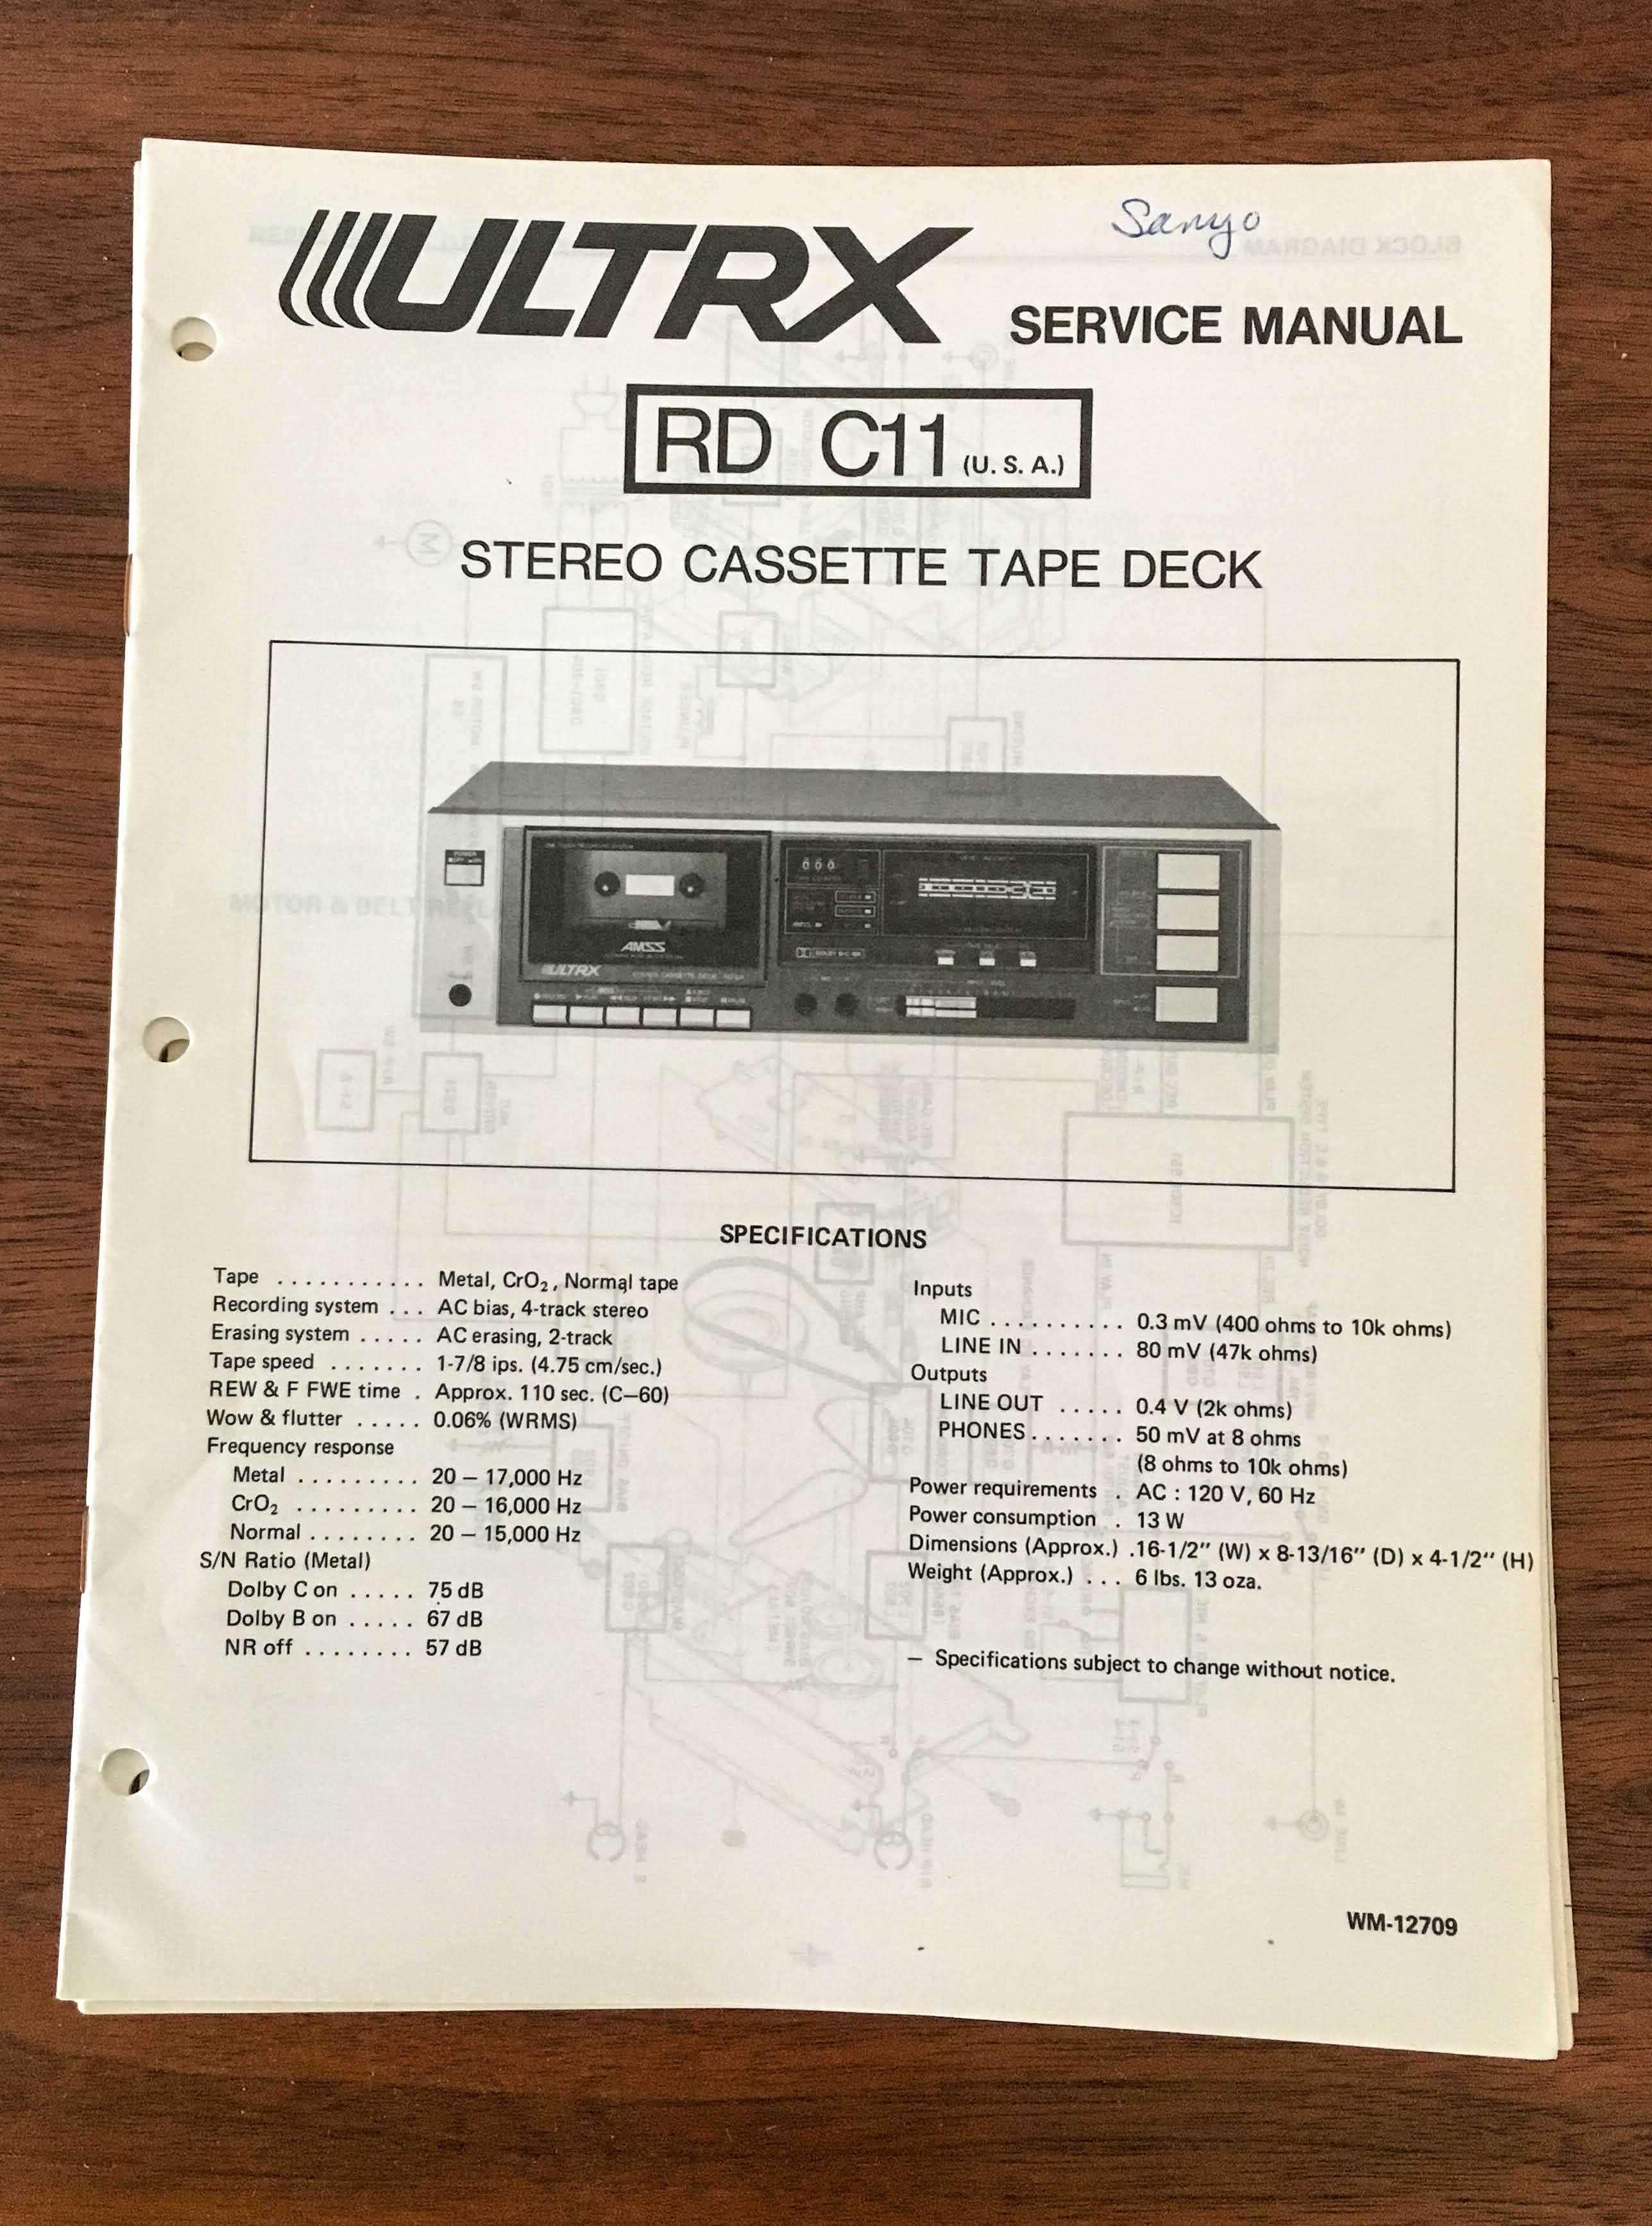 Sanyo
ULTRX SERVICE MANUAL
RD C11 (U. S. A.)
STEREO CASSETTE TAPE DECK
POWER
000
AMSS
ULTRX
SPECIFICATIONS
Tape ........... Metal, CrO₂, Normal tape
Recording system ... AC bias, 4-track stereo
Erasing system ..... AC erasing, 2-track
Tape speed ....... 1-7/8 ips. (4.75 cm/sec.)
REW & F FWE time . Approx. 110 sec. (C–60)
Wow & flutter ..... 0.06% (WRMS)
Frequency response
Metal ......... 20 – 17,000 Hz
CrO₂ ......... 20 – 16,000 Hz
Normal ........ 20 – 15,000 Hz
S/N Ratio (Metal)
Dolby C on ..... 75 dB
Dolby B on ..... 67 dB
NR off ........ 57 dB
Inputs
MIC .......... 0.3 mV (400 ohms to 10k ohms)
LINE IN ....... 80 mV (47k ohms)
Outputs
LINE OUT ..... 0.4 V (2k ohms)
PHONES ....... 50 mV at 8 ohms
(8 ohms to 10k ohms)
Power requirements . AC : 120 V, 60 Hz
Power consumption . 13 W
Dimensions (Approx.) .16-1/2" (W) x 8-13/16" (D) x 4-1/2" (H)
Weight (Approx.) ... 6 lbs. 13 oza.
– Specifications subject to change without notice.
WM-12709